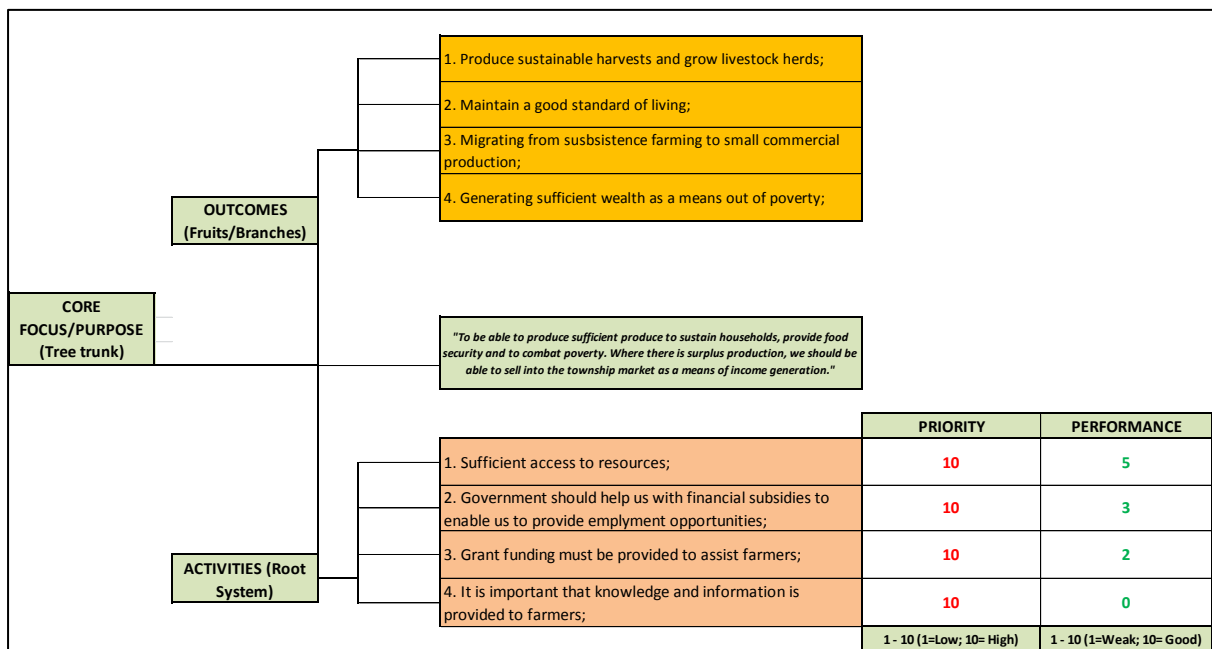 1. Produce sustainable harvests and grow livestock herds;
2. Maintain a good standard of living;
3. Migrating from susbsistence farming to small commercial
production;
4. Generating sufficient wealth as a means out of poverty;
OUTCOMES
(Fruits/Branches)
CORE
FOCUS/PURPOSE
(Tree trunk)
"To be able to produce sufficient produce to sustain households, provide food
security and to combat poverty. Where there is surplus production, we should be
able to sell into the township market as a means of income generation."
PRIORITY PERFORMANCE
1. Sufficient access to resources; 10 5
2. Government should help us with financial subsidies to
enable us to provide emplyment opportunities; 10 3
3. Grant funding must be provided to assist farmers; 10 2
ACTIVITIES (Root
System)
4. It is important that knowledge and information is
provided to farmers; 10 0
1 - 10 (1=Low; 10= High) 1 - 10 (1=Weak; 10= Good)